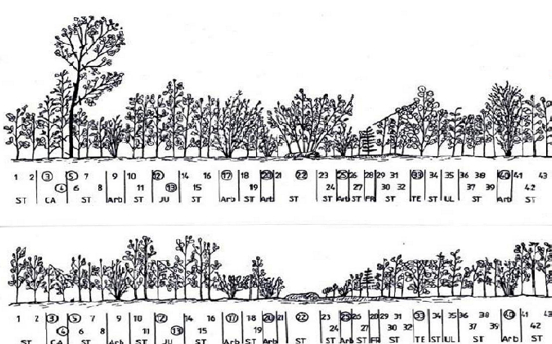 1 2 3 5 7 9 10 12 14 16 17 18 20 21 22 23 25 26 28 29 31 33 34 35 36 38 40 41 43
4 6 8 11 13 15 19 24 27 30 32 37 39 42
ST CA ST Arb ST JU ST Arb ST Arb ST ST Arb ST FR ST TE ST UL ST Arb ST
1 2 3 5 7 9 10 12 14 16 17 18 20 21 22 23 25 26 28 29 31 33 34 35 36 38 40 41 43
4 6 8 11 13 15 19 24 27 30 32 37 39 42
ST CA ST Arb ST JU ST Arb ST Arb ST ST Arb ST FR ST TE ST UL ST Arb ST